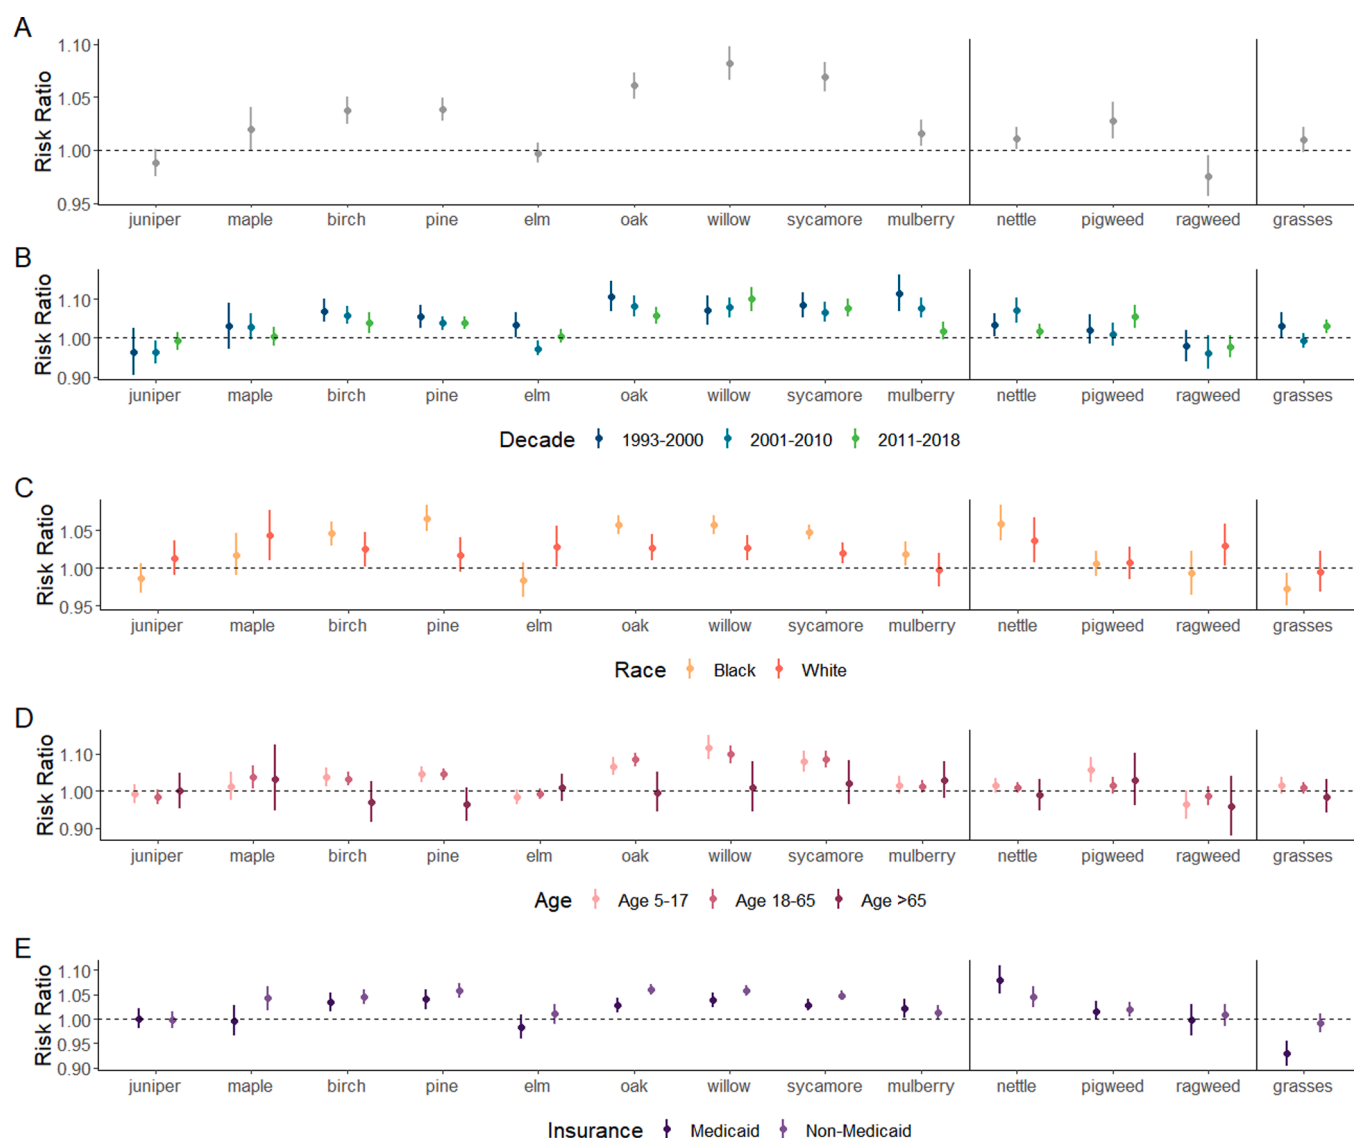 A
Risk Ratio
1.10
1.05
1.00
0.95
juniper maple birch pine elm oak willow sycamore mulberry nettle pigweed ragweed grasses
B
Risk Ratio
1.10
1.00
0.90
juniper maple birch pine elm oak willow sycamore mulberry nettle pigweed ragweed grasses
Decade 1993-2000 2001-2010 2011-2018
C
Risk Ratio
1.05
1.00
0.95
juniper maple birch pine elm oak willow sycamore mulberry nettle pigweed ragweed grasses
Race Black White
D
Risk Ratio
1.10
1.00
0.90
juniper maple birch pine elm oak willow sycamore mulberry nettle pigweed ragweed grasses
Age Age 5-17 Age 18-65 Age >65
E
Risk Ratio
1.10
1.05
1.00
0.95
0.90
juniper maple birch pine elm oak willow sycamore mulberry nettle pigweed ragweed grasses
Insurance Medicaid Non-Medicaid